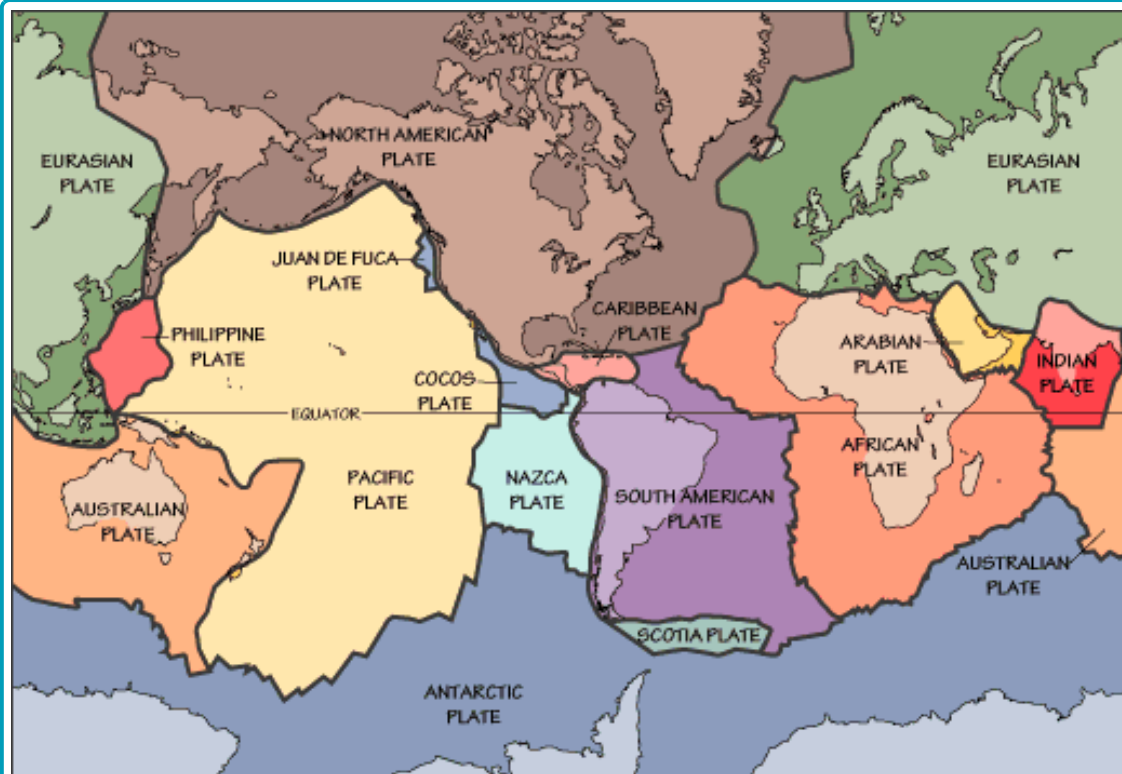 NORTH AMERICAN
PLATE
EURASIAN
PLATE
EURASIAN
PLATE
JUAN DE FUCA
PLATE
CARIBBEAN
PLATE
PHILIPPINE
PLATE
ARABIAN
PLATE
INDIAN
PLATE
COCOS
PLATE
EQUATOR
AFRICAN
PLATE
PACIFIC
PLATE
NAZCA
PLATE
SOUTH AMERICAN
PLATE
AUSTRALIAN
PLATE
AUSTRALIAN
PLATE
SCOTIA PLATE
ANTARCTIC
PLATE